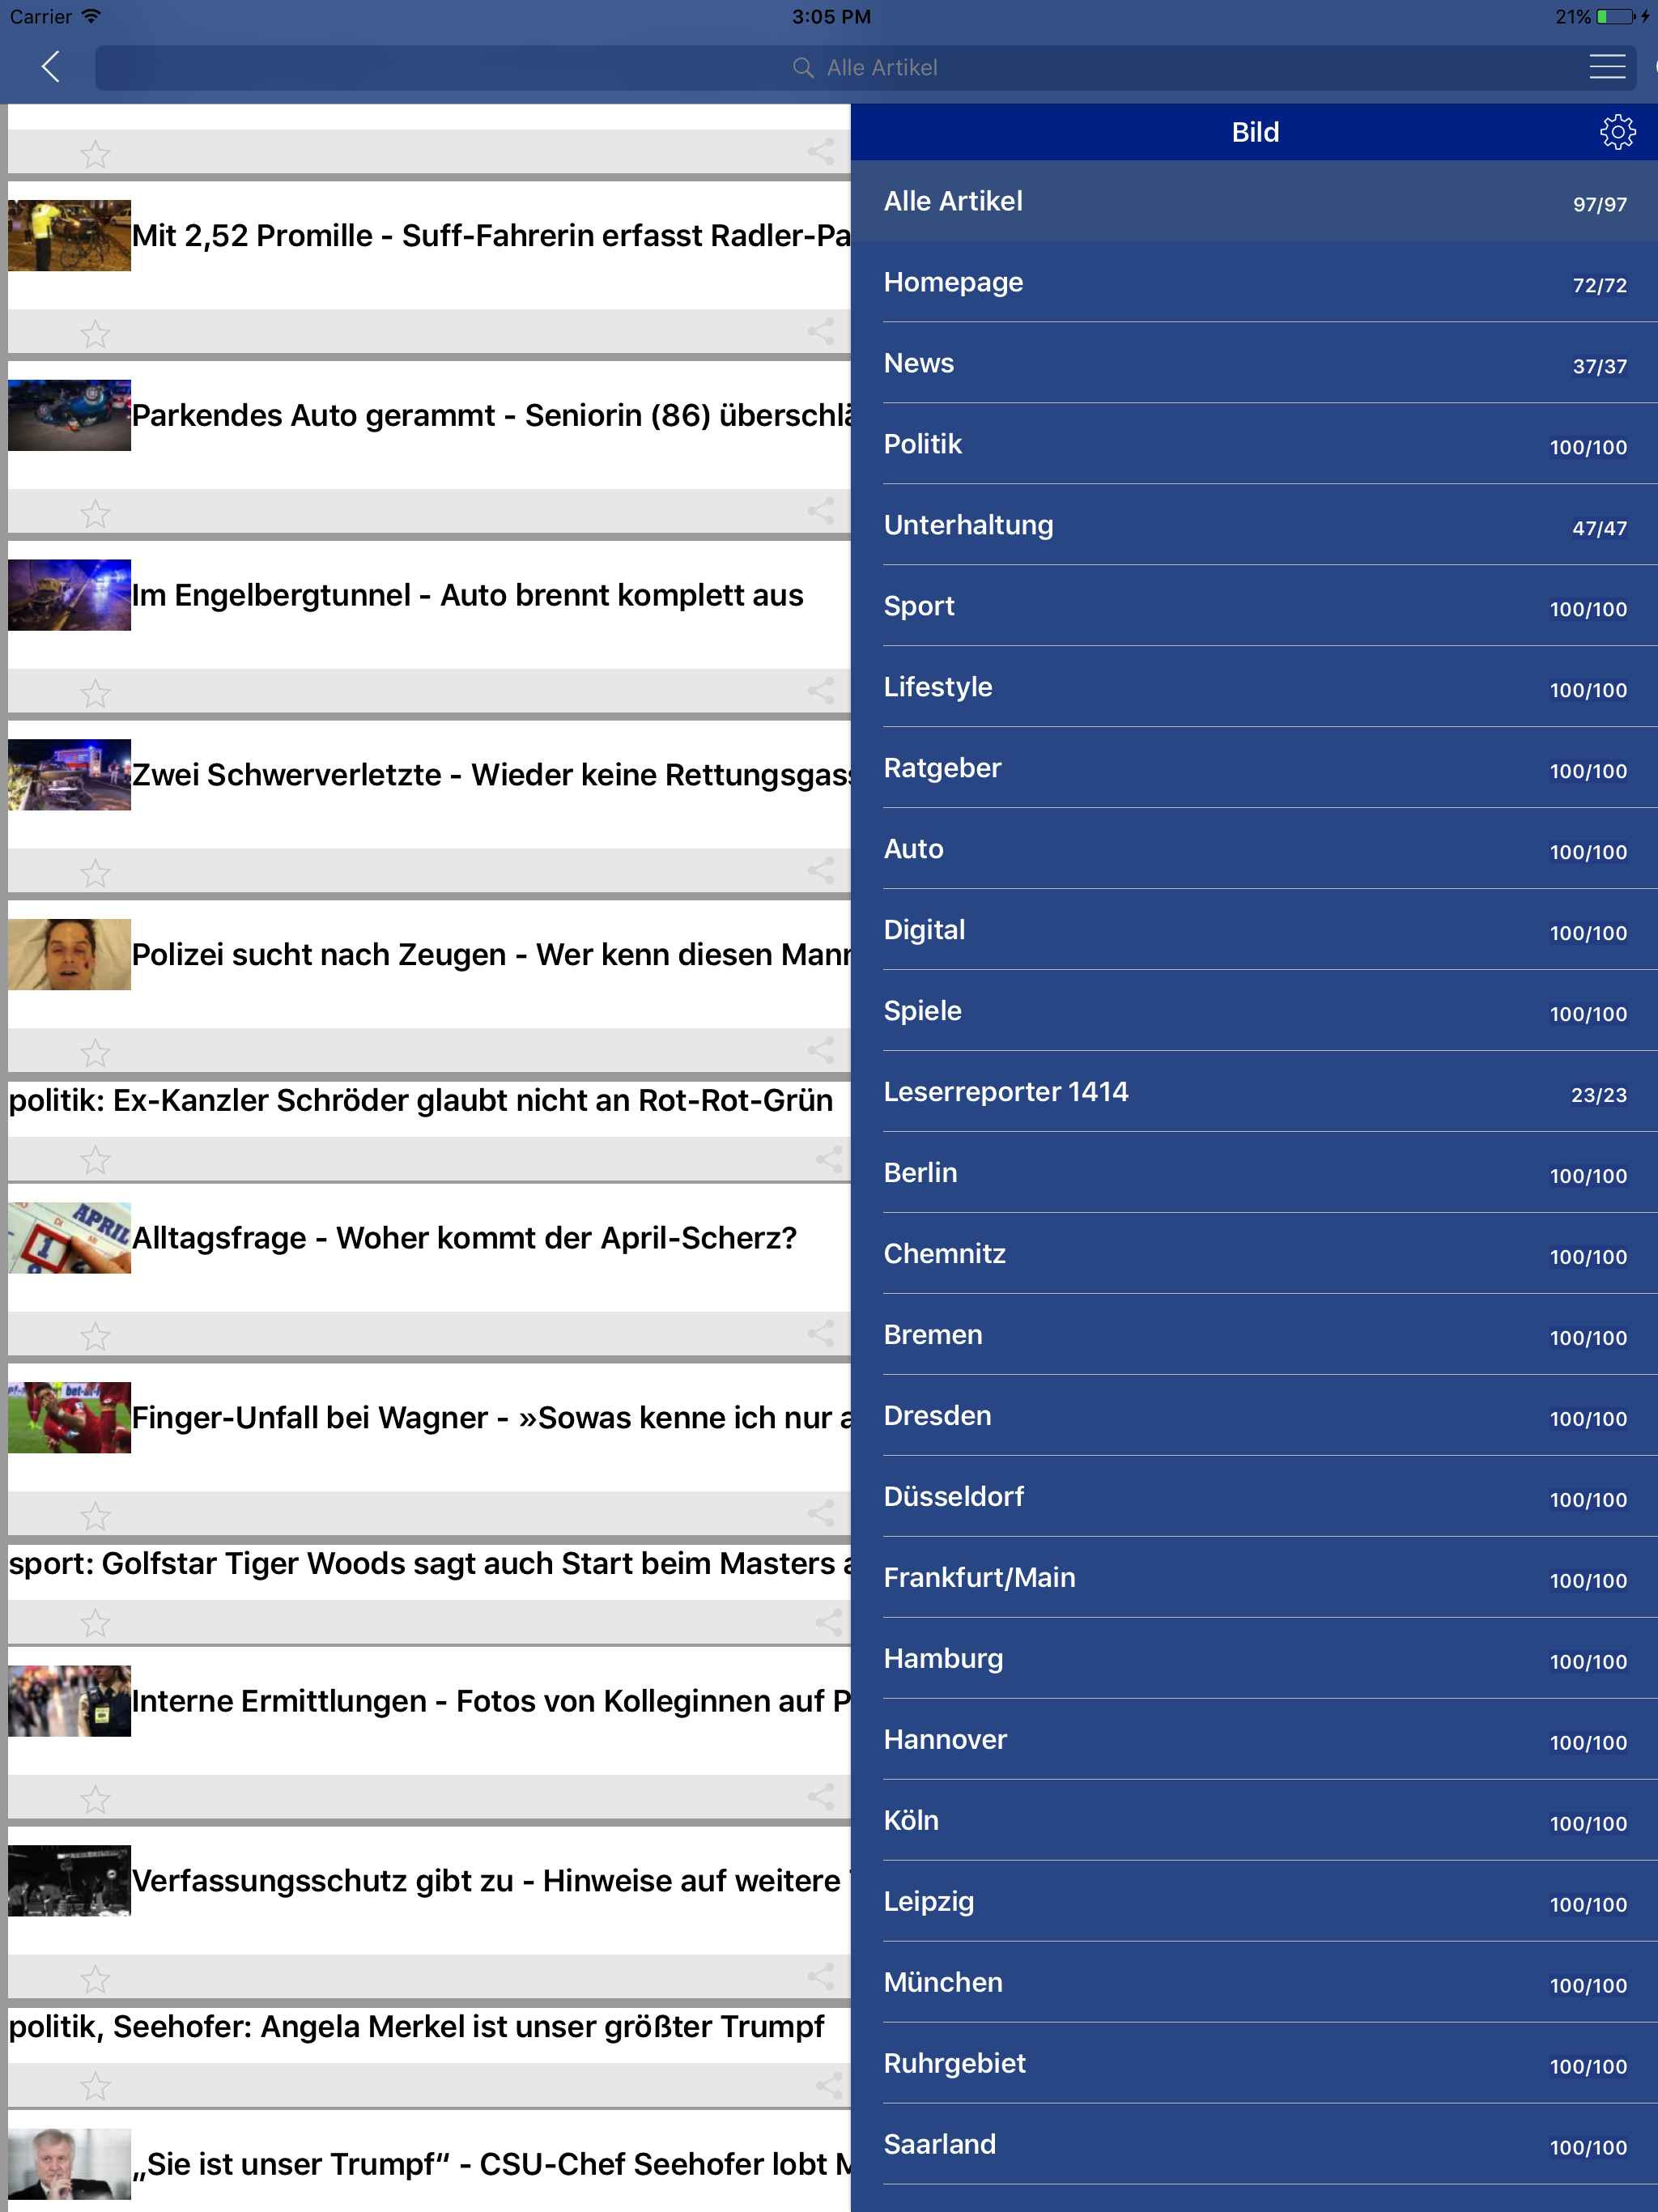 Carrier
3:05 PM
21%
Alle Artikel
Mit 2,52 Promille - Suff-Fahrerin erfasst Radler-Pa
Parkendes Auto gerammt - Seniorin (86) überschlä
Im Engelbergtunnel - Auto brennt komplett aus
Zwei Schwerverletzte - Wieder keine Rettungsgass
Polizei sucht nach Zeugen - Wer kenn diesen Mann
politik: Ex-Kanzler Schröder glaubt nicht an Rot-Rot-Grün
APRIL
1
Alltagsfrage - Woher kommt der April-Scherz?
Finger-Unfall bei Wagner - »Sowas kenne ich nur a
sport: Golfstar Tiger Woods sagt auch Start beim Masters a
Interne Ermittlungen - Fotos von Kolleginnen auf P
Verfassungsschutz gibt zu - Hinweise auf weitere
politik, Seehofer: Angela Merkel ist unser größter Trumpf
„Sie ist unser Trumpf“ - CSU-Chef Seehofer lobt M
Bild
Alle Artikel 97/97
Homepage 72/72
News 37/37
Politik 100/100
Unterhaltung 47/47
Sport 100/100
Lifestyle 100/100
Ratgeber 100/100
Auto 100/100
Digital 100/100
Spiele 100/100
Leserreporter 1414 23/23
Berlin 100/100
Chemnitz 100/100
Bremen 100/100
Dresden 100/100
Düsseldorf 100/100
Frankfurt/Main 100/100
Hamburg 100/100
Hannover 100/100
Köln 100/100
Leipzig 100/100
München 100/100
Ruhrgebiet 100/100
Saarland 100/100